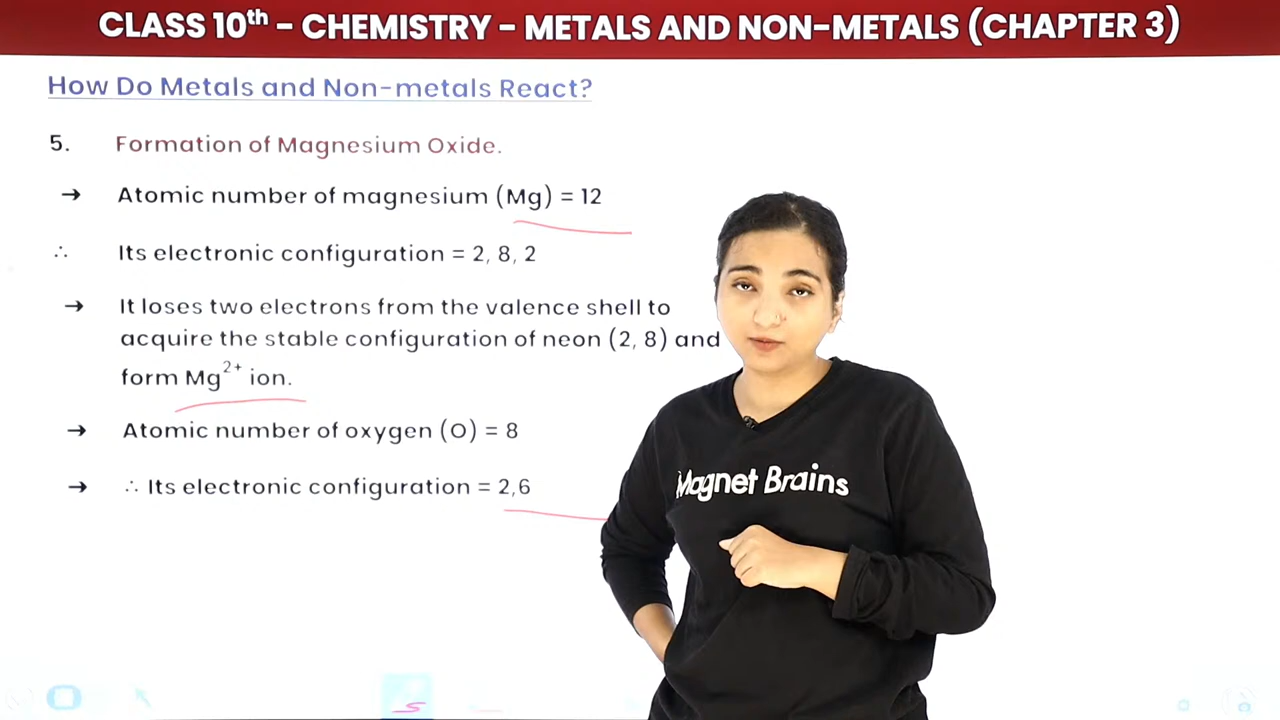 CLASS 10th – CHEMISTRY – METALS AND NON-METALS (CHAPTER 3)
How Do Metals and Non-metals React?
5. Formation of Magnesium Oxide.
→ Atomic number of magnesium (Mg) = 12
∴ Its electronic configuration = 2, 8, 2
→ It loses two electrons from the valence shell to
acquire the stable configuration of neon (2, 8) and
form Mg²⁺ ion.
→ Atomic number of oxygen (O) = 8
→ ∴ Its electronic configuration = 2,6
Magnet Brains